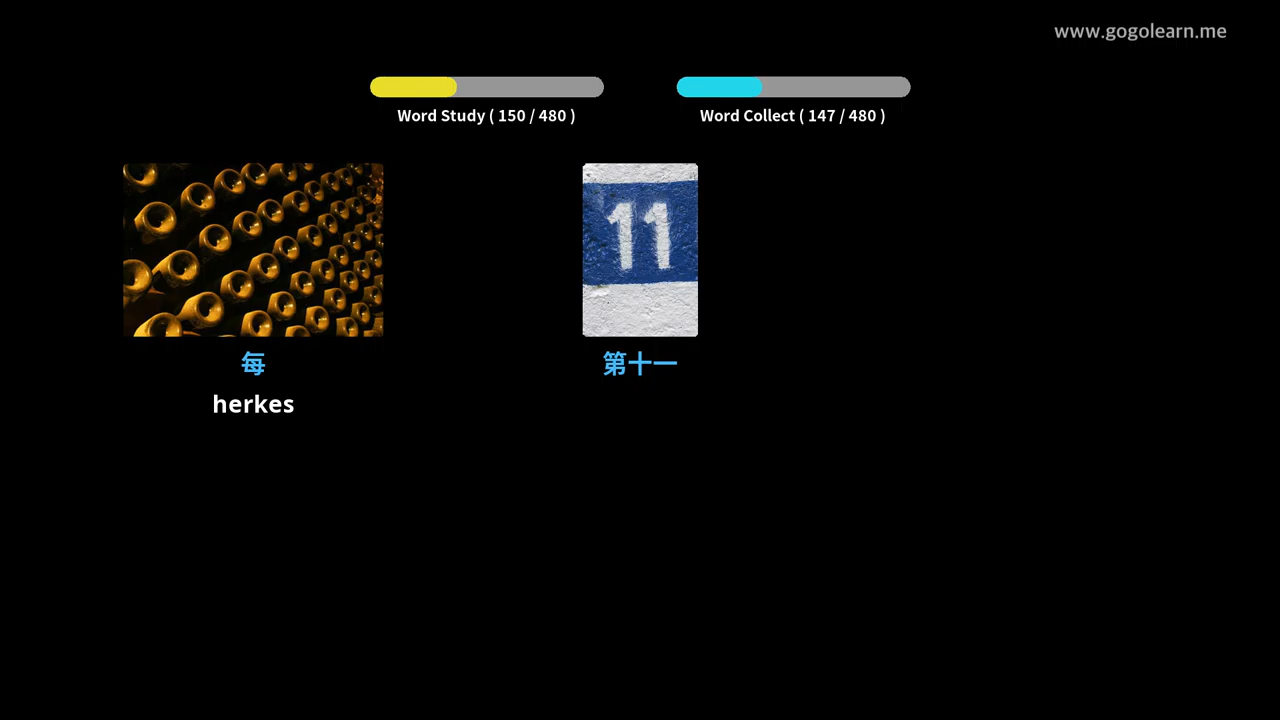 www.gogolearn.me
Word Study ( 150 / 480 )
Word Collect ( 147 / 480 )
11
每
第十一
herkes